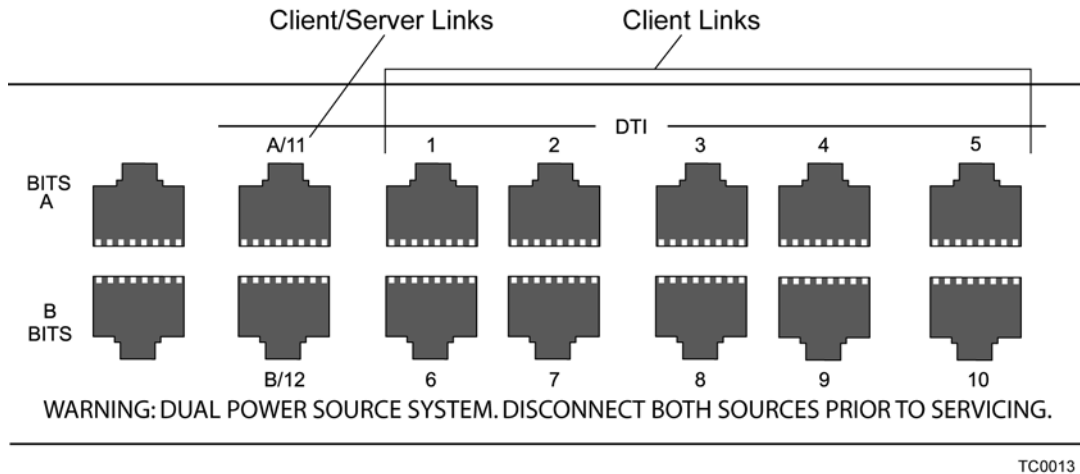 Client/Server Links Client Links
DTI
A/11 1 2 3 4 5
BITS
A
B
BITS
B/12 6 7 8 9 10
WARNING: DUAL POWER SOURCE SYSTEM. DISCONNECT BOTH SOURCES PRIOR TO SERVICING.
TC0013